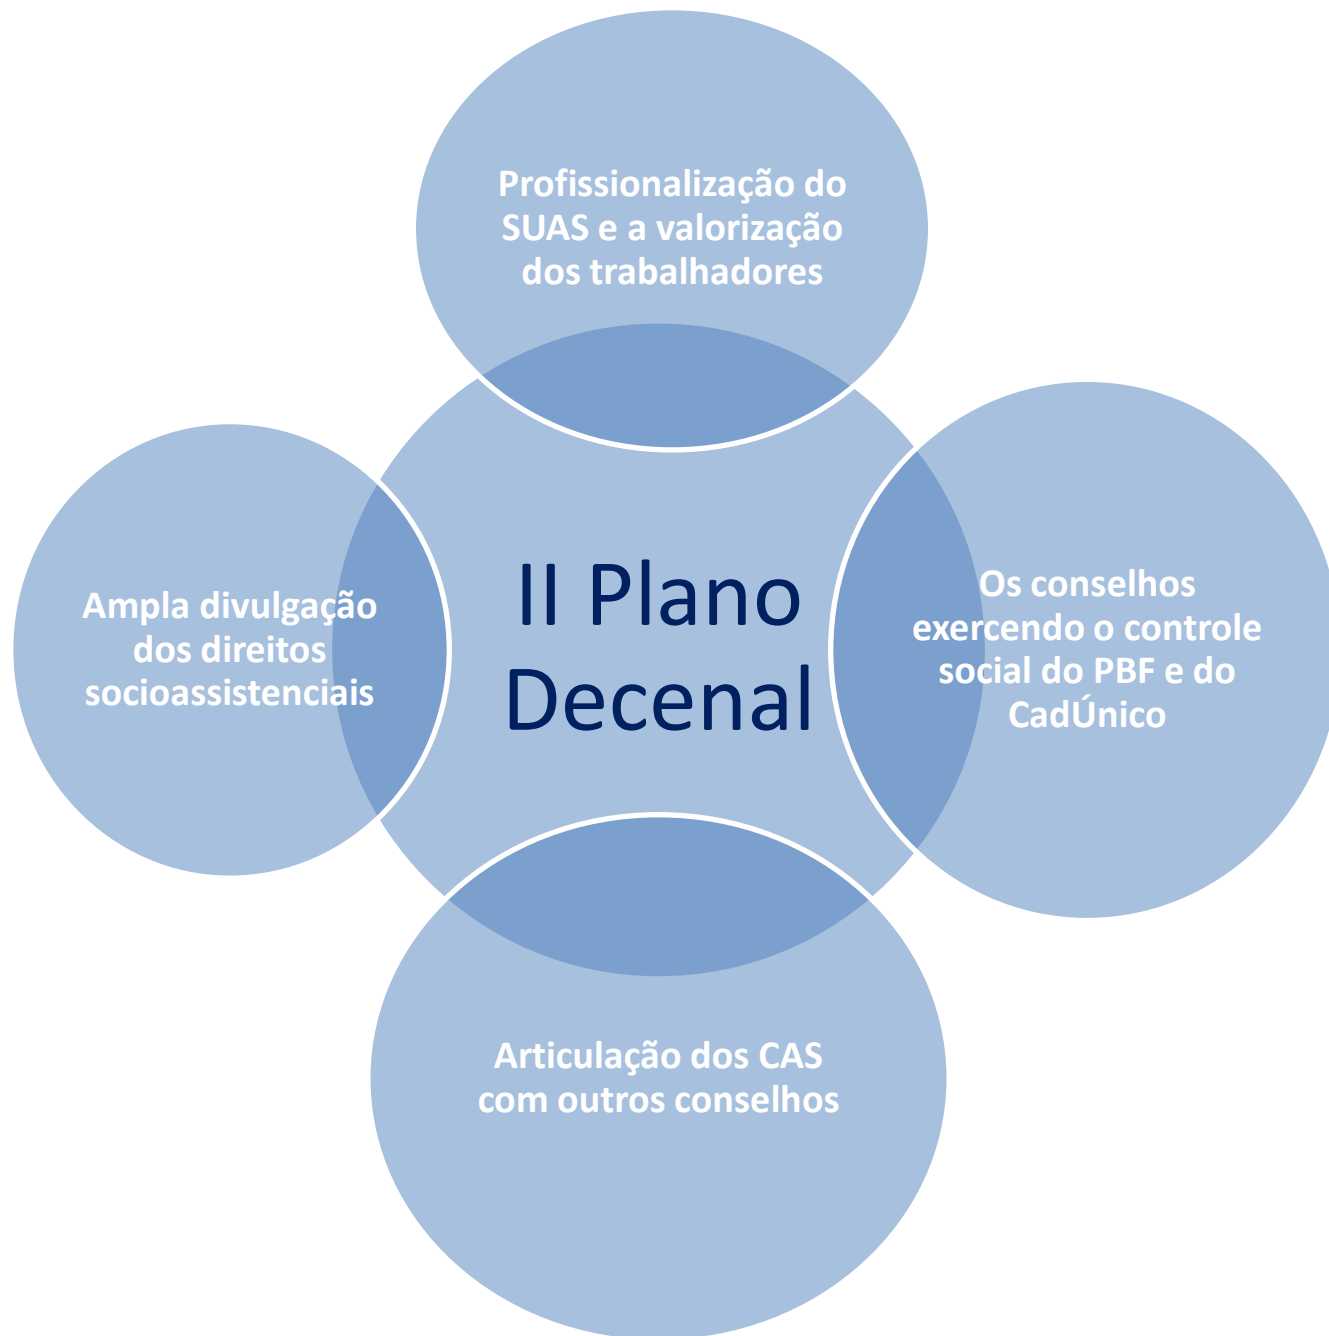 Profissionalização do
SUAS e a valorização
dos trabalhadores
Ampla divulgação
dos direitos
socioassistenciais
II Plano
Decenal
Os conselhos
exercendo o controle
social do PBF e do
CadÚnico
Articulação dos CAS
com outros conselhos